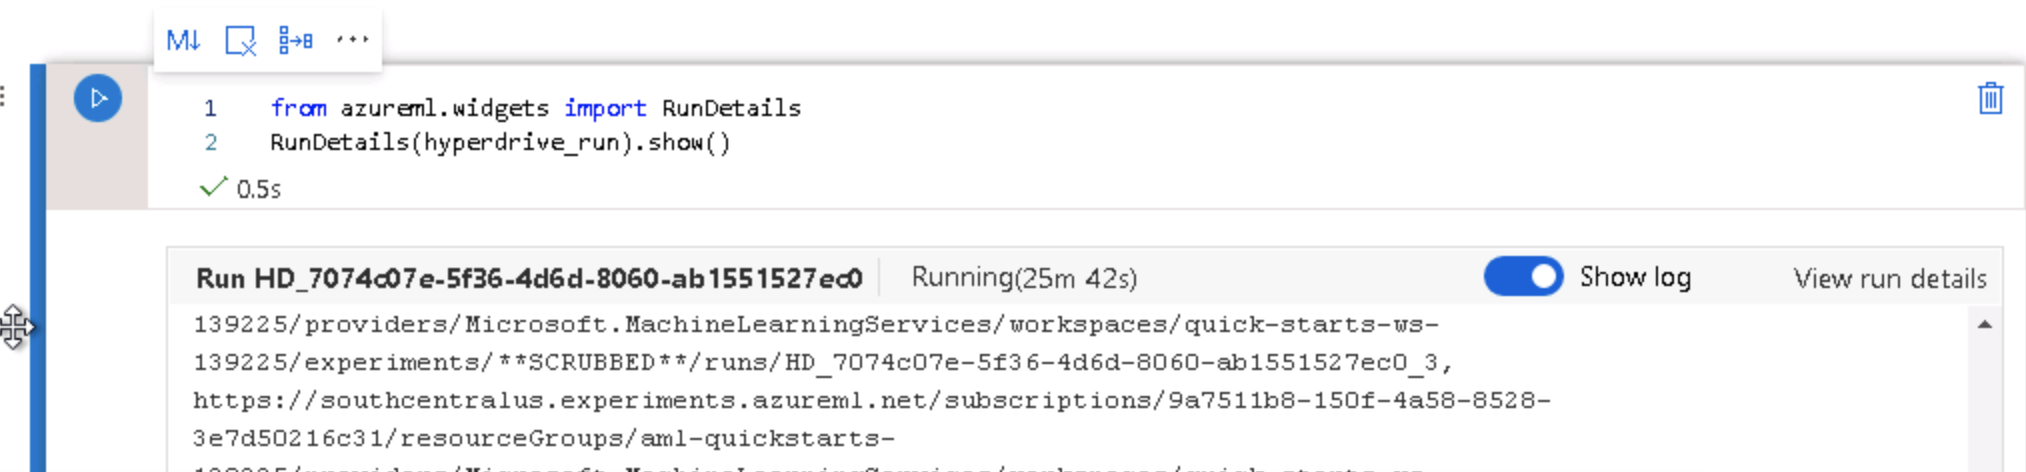 M↓ ...
1 from azureml.widgets import RunDetails
2 RunDetails(hyperdrive_run).show()
0.5s
Run HD_7074c07e-5f36-4d6d-8060-ab1551527ec0 Running(25m 42s) Show log View run details
139225/providers/Microsoft.MachineLearningServices/workspaces/quick-starts-ws-
139225/experiments/**SCRUBBED**/runs/HD_7074c07e-5f36-4d6d-8060-ab1551527ec0_3,
https://southcentralus.experiments.azureml.net/subscriptions/9a7511b8-150f-4a58-8528-
3e7d50216c31/resourceGroups/aml-quickstarts-